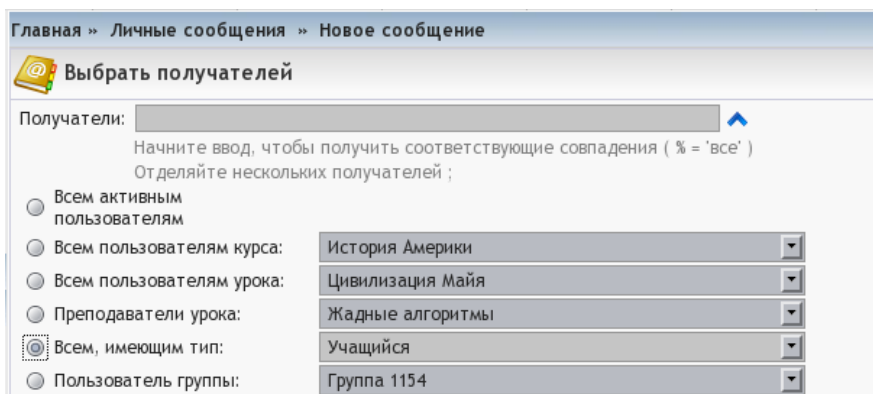 Главная » Личные сообщения » Новое сообщение
Выбрать получателей
Получатели:
Начните ввод, чтобы получить соответствующие совпадения ( % = 'все' )
Отделяйте нескольких получателей ;
Всем активным
пользователям
Всем пользователям курса: История Америки
Всем пользователям урока: Цивилизация Майя
Преподаватели урока: Жадные алгоритмы
Всем, имеющим тип: Учащийся
Пользователь группы: Группа 1154